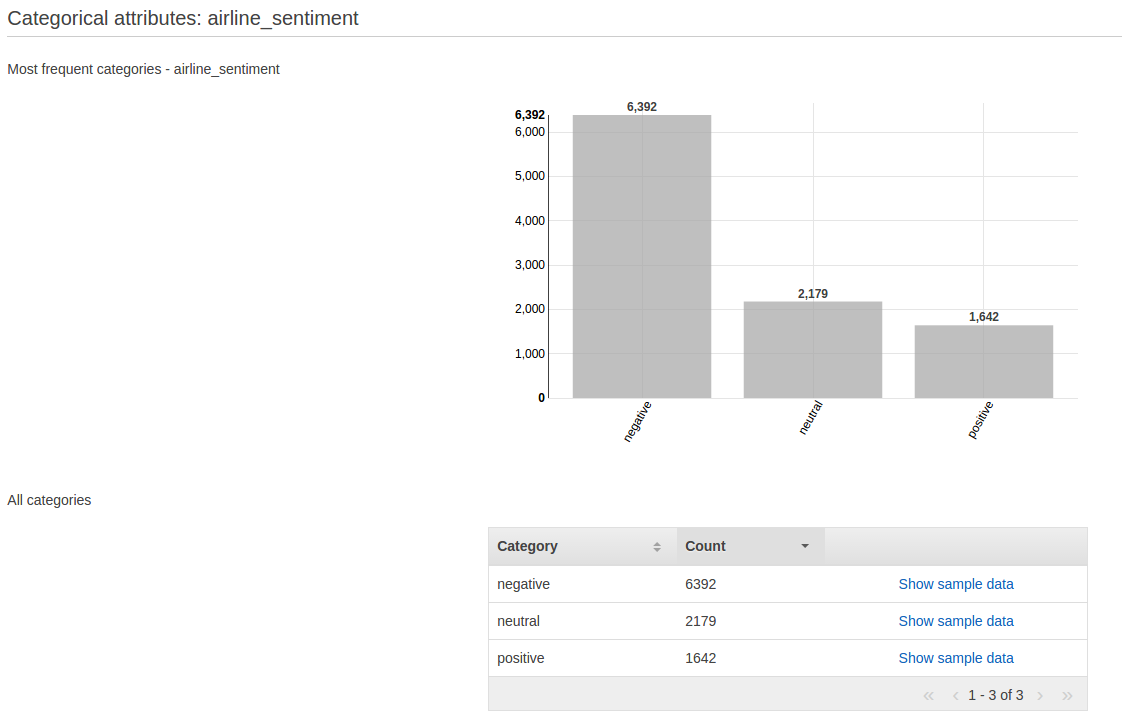 Categorical attributes: airline_sentiment
Most frequent categories - airline_sentiment
6,392
6,392
6,000
5,000
4,000
3,000
2,179
2,000
1,642
1,000
0
negative
neutral
positive
All categories
Category Count
negative 6392 Show sample data
neutral 2179 Show sample data
positive 1642 Show sample data
« ‹ 1 - 3 of 3 › »